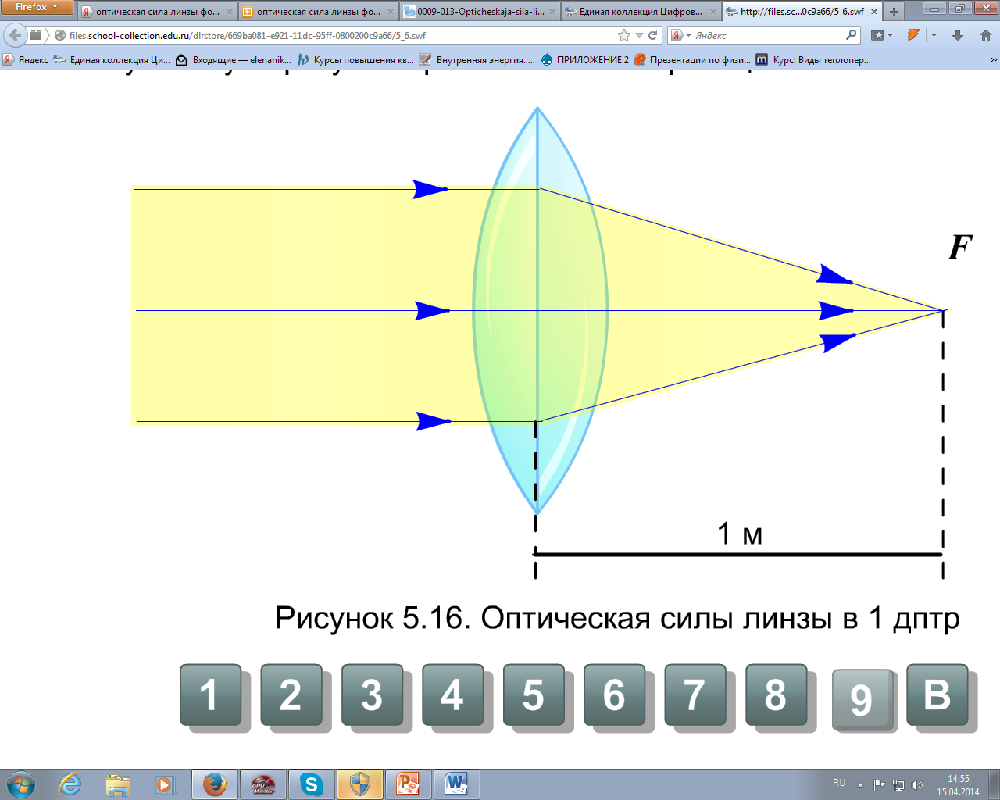 Firefox
оптическая сила линзы фо...
оптическая сила линзы фо...
0009-013-Opticheskaja-sila-li...
Единая коллекция Цифров...
http://files.sc...0c9a66/5_6.swf
files.school-collection.edu.ru/dlrstore/669ba081-e921-11dc-95ff-0800200c9a66/5_6.swf
Яндекс
Яндекс
Единая коллекция Ци...
Входящие — elenanik...
Курсы повышения кв...
Внутренняя энергия. ...
ПРИЛОЖЕНИЕ 2
Презентации по физи...
Курс: Виды теплопер...
F
1 м
Рисунок 5.16. Оптическая силы линзы в 1 дптр
1 2 3 4 5 6 7 8 9 В
RU
14:55
15.04.2014